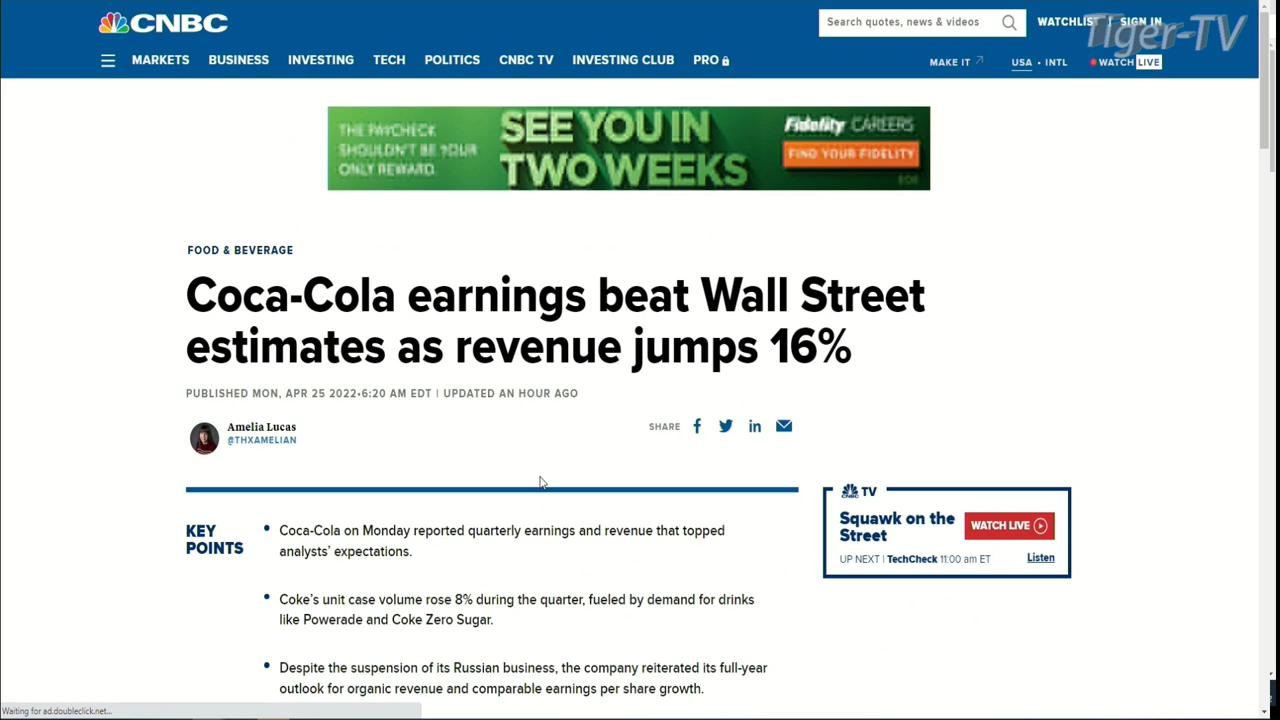 CNBC
Search quotes, news & videos
WATCHLIST | SIGN IN
Tiger-TV
MARKETS BUSINESS INVESTING TECH POLITICS CNBC TV INVESTING CLUB PRO
MAKE IT USA • INTL WATCH LIVE
THE PAYCHECK
SHOULDN'T BE YOUR
ONLY REWARD.
SEE YOU IN
TWO WEEKS
Fidelity CAREERS
FIND YOUR FIDELITY
EOE
FOOD & BEVERAGE
Coca-Cola earnings beat Wall Street
estimates as revenue jumps 16%
PUBLISHED MON, APR 25 2022•6:20 AM EDT | UPDATED AN HOUR AGO
Amelia Lucas
@THXAMELIAN
SHARE
KEY
POINTS
Coca-Cola on Monday reported quarterly earnings and revenue that topped
analysts' expectations.
Coke's unit case volume rose 8% during the quarter, fueled by demand for drinks
like Powerade and Coke Zero Sugar.
Despite the suspension of its Russian business, the company reiterated its full-year
outlook for organic revenue and comparable earnings per share growth.
CNBC TV
Squawk on the
Street
WATCH LIVE
UP NEXT | TechCheck 11:00 am ET
Listen
Waiting for ad.doubleclick.net...